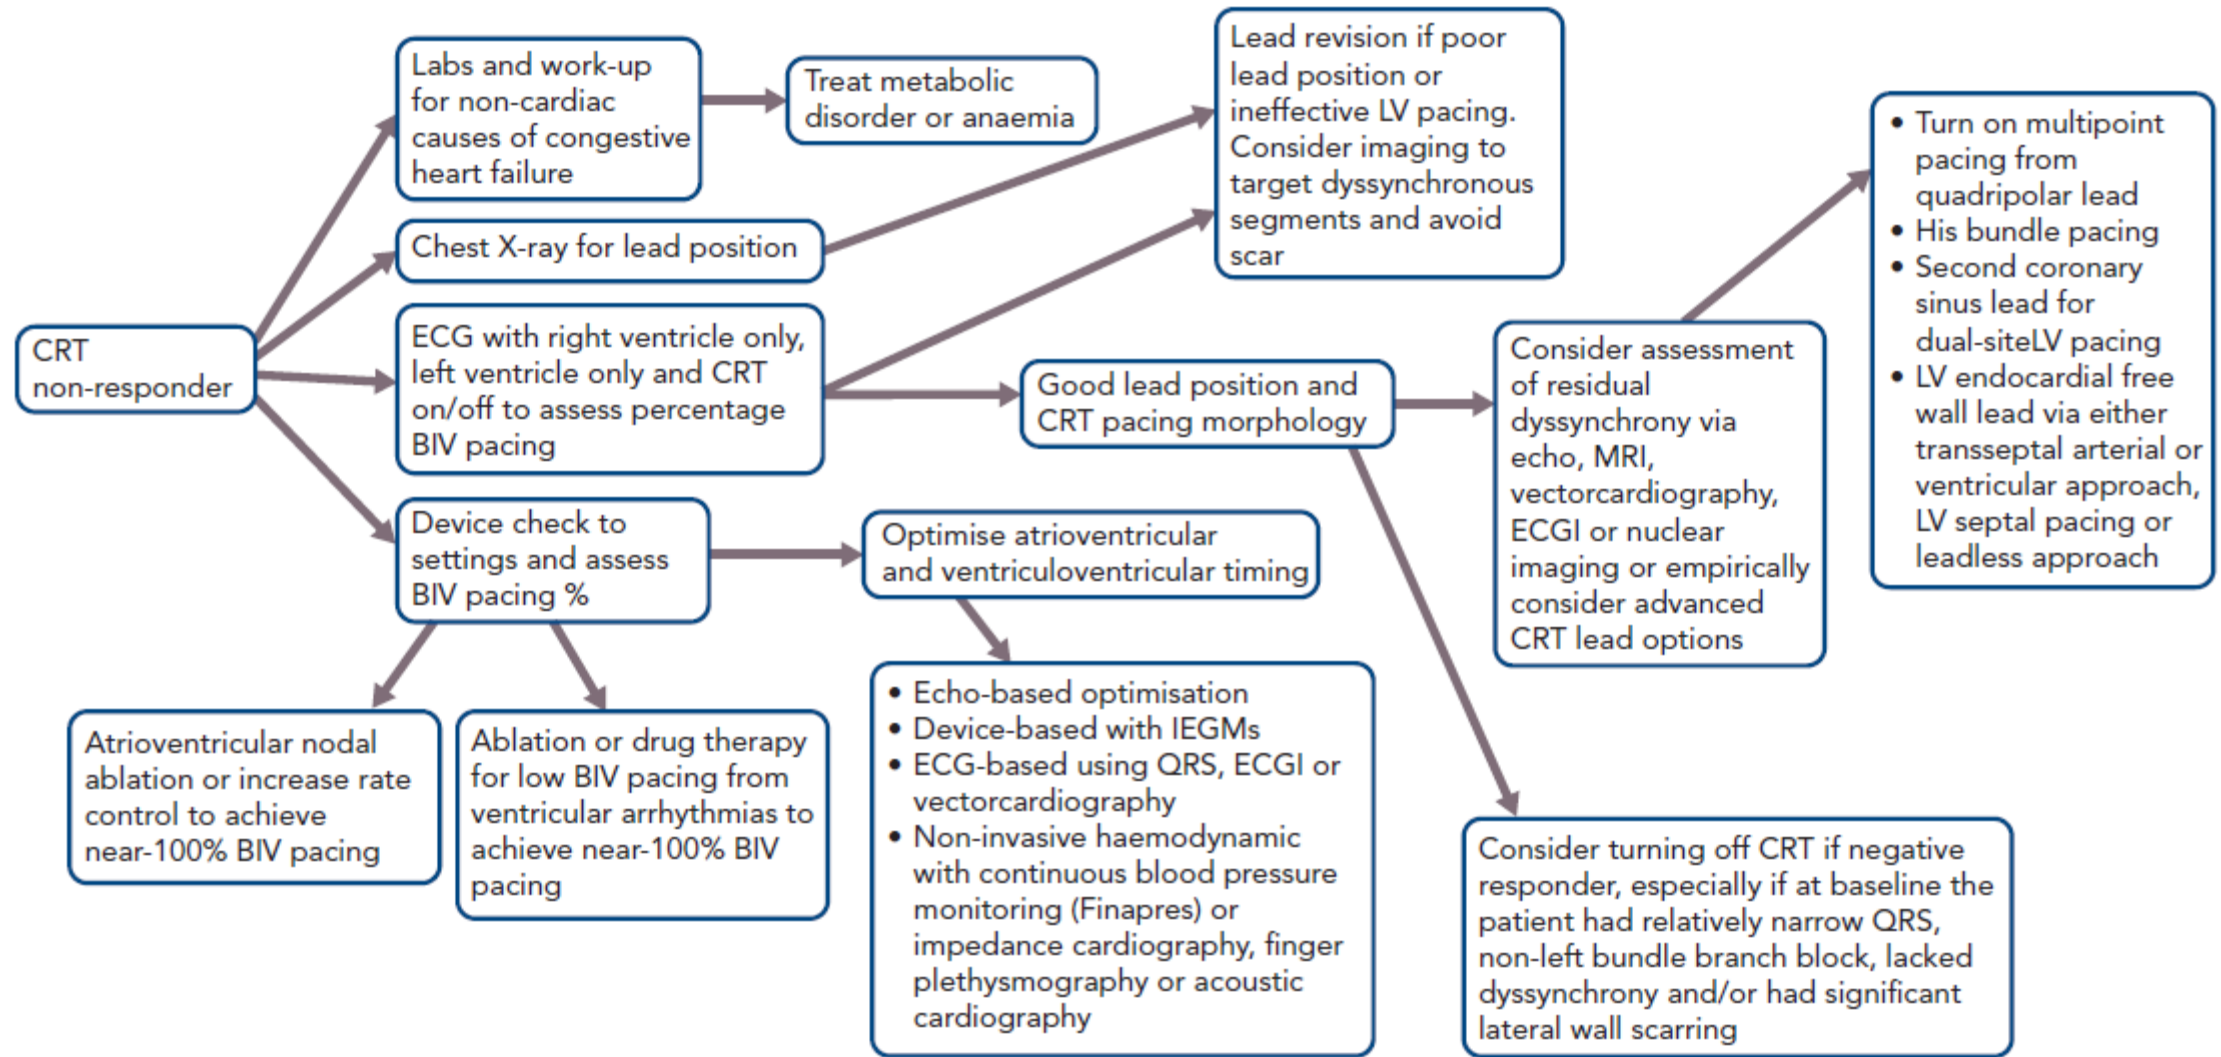 CRT
non-responder
Labs and work-up
for non-cardiac
causes of congestive
heart failure
Treat metabolic
disorder or anaemia
Chest X-ray for lead position
Lead revision if poor
lead position or
ineffective LV pacing.
Consider imaging to
target dyssynchronous
segments and avoid
scar
ECG with right ventricle only,
left ventricle only and CRT
on/off to assess percentage
BIV pacing
Good lead position and
CRT pacing morphology
Consider assessment
of residual
dyssynchrony via
echo, MRI,
vectorcardiography,
ECGI or nuclear
imaging or empirically
consider advanced
CRT lead options
• Turn on multipoint
pacing from
quadripolar lead
• His bundle pacing
• Second coronary
sinus lead for
dual-siteLV pacing
• LV endocardial free
wall lead via either
transseptal arterial or
ventricular approach,
LV septal pacing or
leadless approach
Device check to
settings and assess
BIV pacing %
Optimise atrioventricular
and ventriculoventricular timing
Atrioventricular nodal
ablation or increase rate
control to achieve
near-100% BIV pacing
Ablation or drug therapy
for low BIV pacing from
ventricular arrhythmias to
achieve near-100% BIV
pacing
• Echo-based optimisation
• Device-based with IEGMs
• ECG-based using QRS, ECGI or
vectorcardiography
• Non-invasive haemodynamic
with continuous blood pressure
monitoring (Finapres) or
impedance cardiography, finger
plethysmography or acoustic
cardiography
Consider turning off CRT if negative
responder, especially if at baseline the
patient had relatively narrow QRS,
non-left bundle branch block, lacked
dyssynchrony and/or had significant
lateral wall scarring